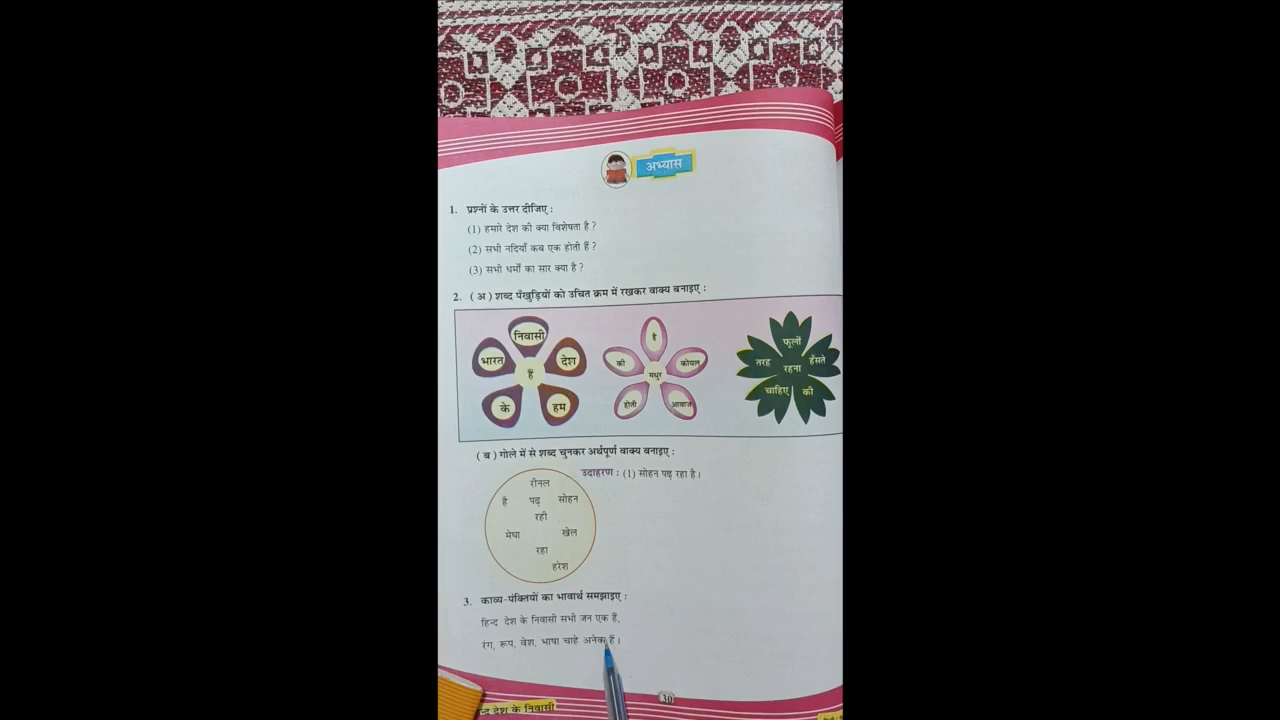 अभ्यास
1. प्रश्नों के उत्तर दीजिए :
(1) हमारे देश की क्या विशेषता है ?
(2) सभी नदियाँ कब एक होती हैं ?
(3) सभी धर्मों का सार क्या है ?
2. ( अ ) शब्द पँखुड़ियों को उचित क्रम में रखकर वाक्य बनाइए :
निवासी
भारत देश
हैं
के हम
है
की कोयल
मधुर
होती आवाज
फूलों
तरह रहना हँसते
चाहिए की
( ब ) गोले में से शब्द चुनकर अर्थपूर्ण वाक्य बनाइए :
उदाहरण : (1) सोहन पढ़ रहा है।
रीनल
है पढ़ सोहन
रही
मेघा खेल
रहा
हरेश
3. काव्य-पंक्तियों का भावार्थ समझाइए :
हिन्द देश के निवासी सभी जन एक हैं,
रंग, रूप, वेश, भाषा चाहे अनेक हैं।
30
न्द देश के निवासी